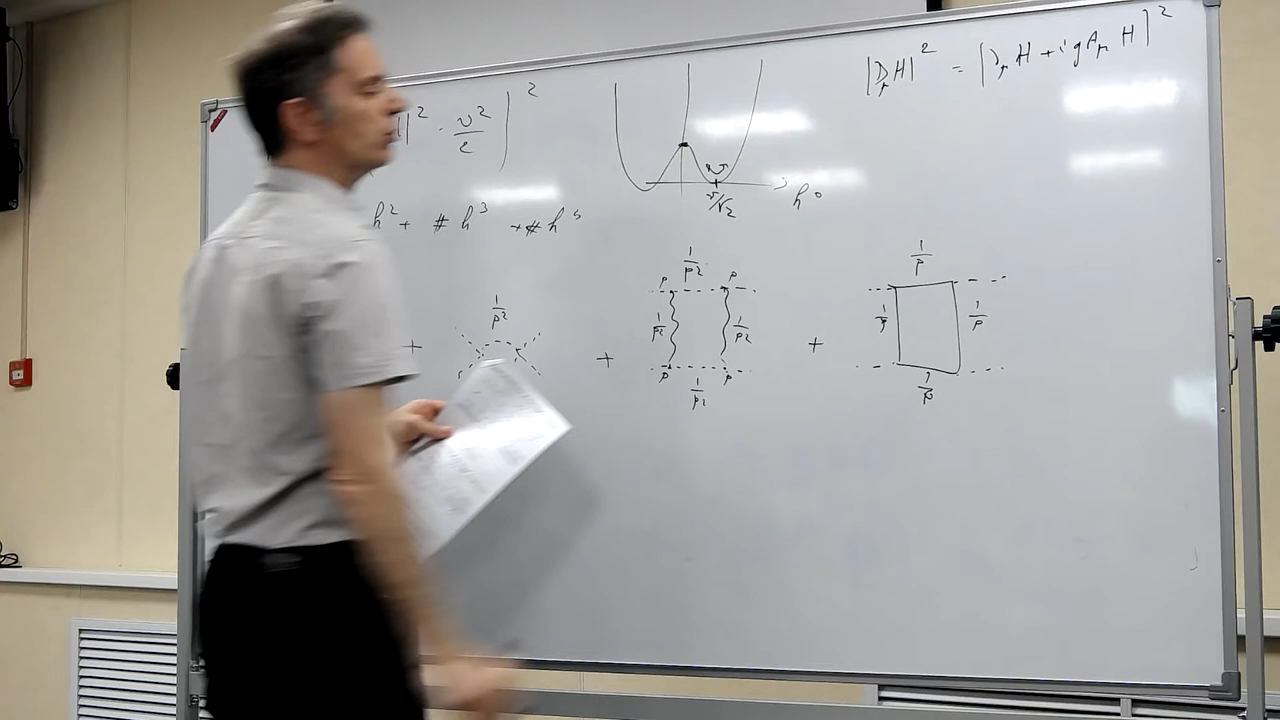 |² - v²/2 |²
|D_μ H|² = |∂_μ H + i g A_μ H|²
v/√2
h⁰
h² + # h³ + # h⁴
+ 1/p²
+ 1/p² p p 1/p² 1/p² p p 1/p²
+ 1/p 1/p 1/p 1/p